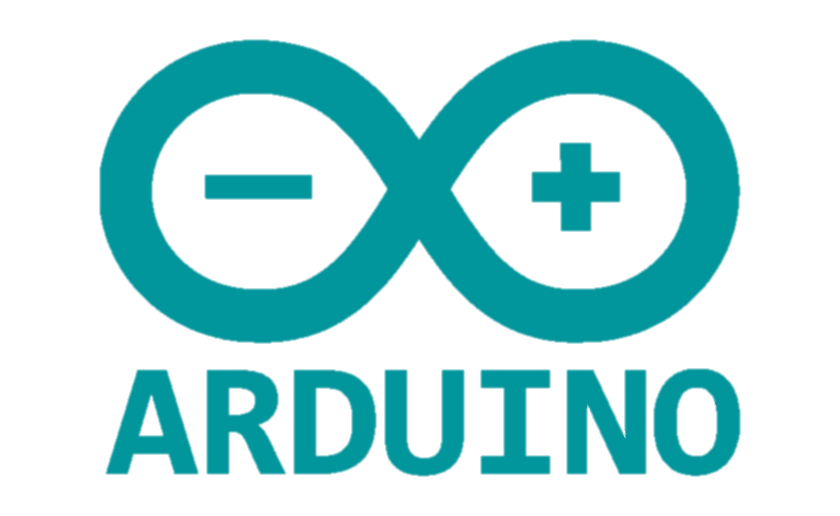 - +
ARDUINO